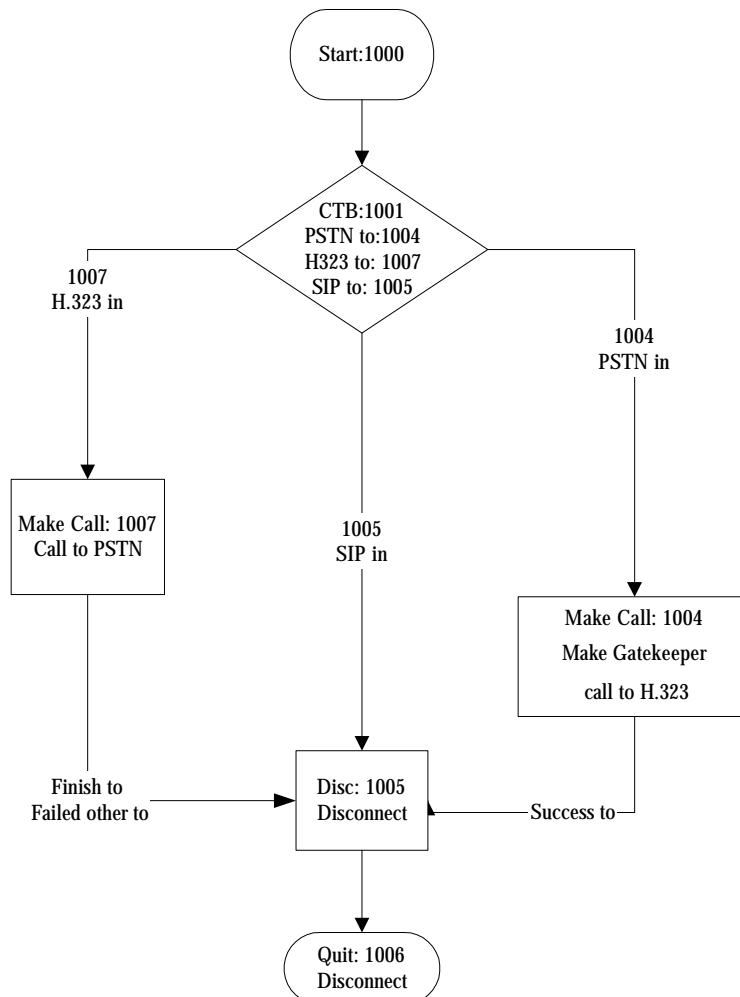 Start:1000
CTB:1001
PSTN to:1004
H323 to: 1007
SIP to: 1005
1007
H.323 in
1004
PSTN in
Make Call: 1007
Call to PSTN
1005
SIP in
Make Call: 1004
Make Gatekeeper
call to H.323
Finish to
Failed other to
Disc: 1005
Disconnect
Success to
Quit: 1006
Disconnect